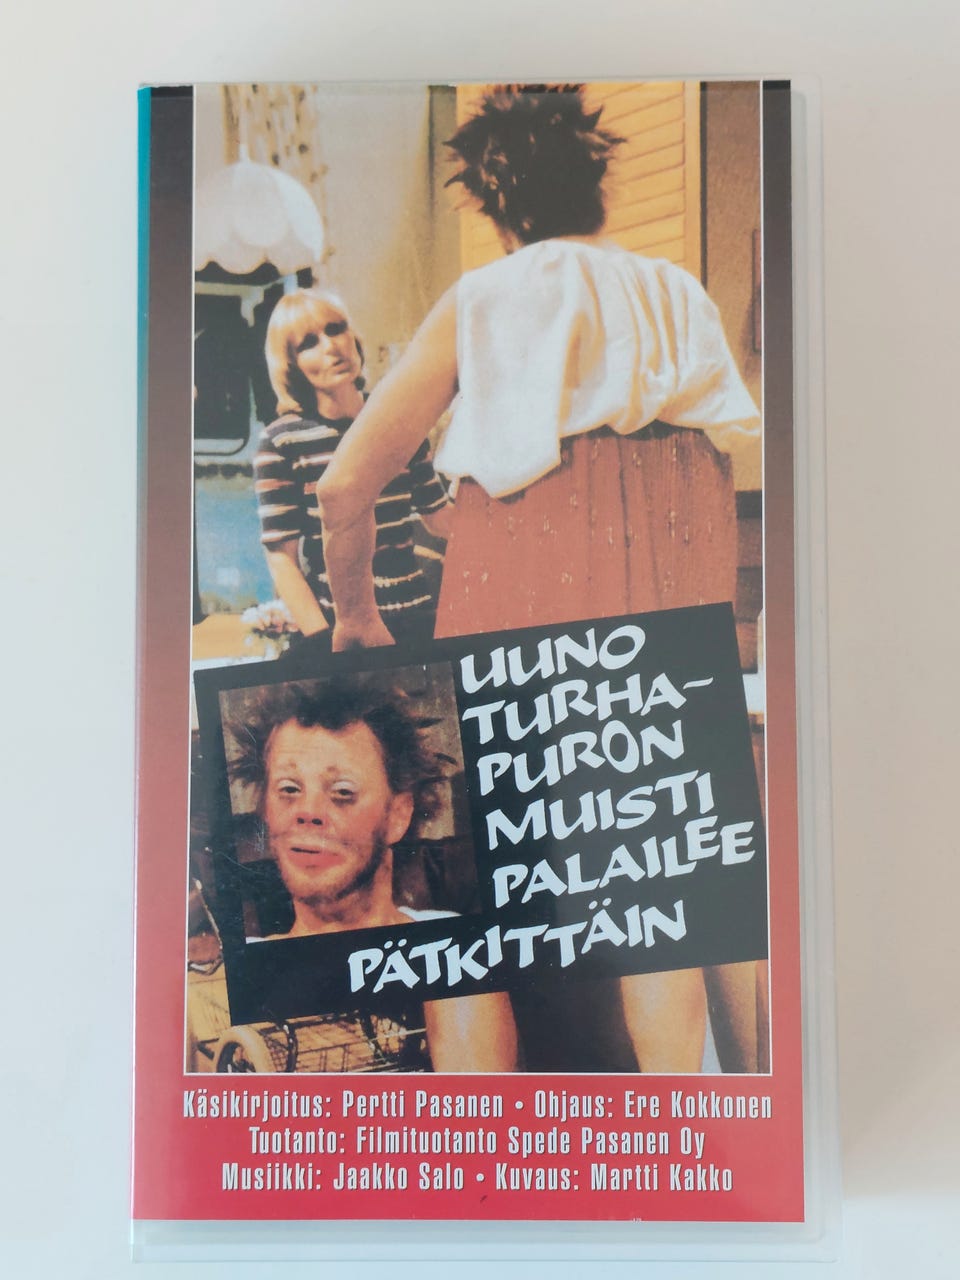 UUNO
TURHA-
PURON
MUISTI
PALAILEE
PÄTKITTÄIN
Käsikirjoitus: Pertti Pasanen • Ohjaus: Ere Kokkonen
Tuotanto: Filmituotanto Spede Pasanen Oy
Musiikki: Jaakko Salo • Kuvaus: Martti Kakko